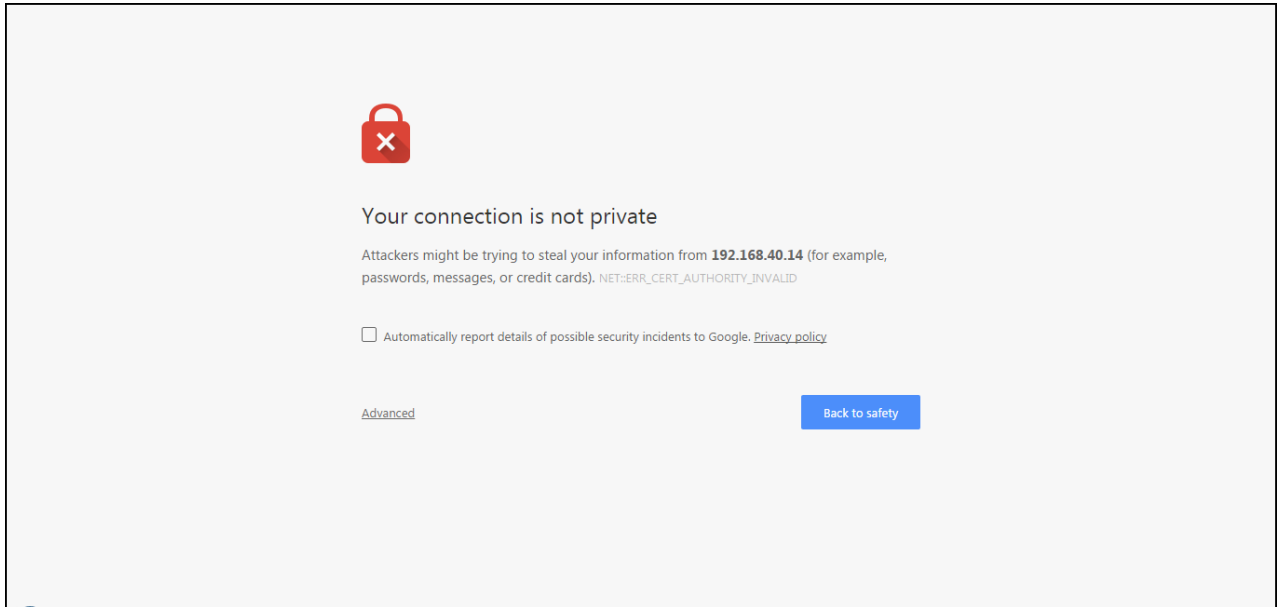 Your connection is not private
Attackers might be trying to steal your information from 192.168.40.14 (for example,
passwords, messages, or credit cards). NET::ERR_CERT_AUTHORITY_INVALID
Automatically report details of possible security incidents to Google. Privacy policy
Advanced
Back to safety